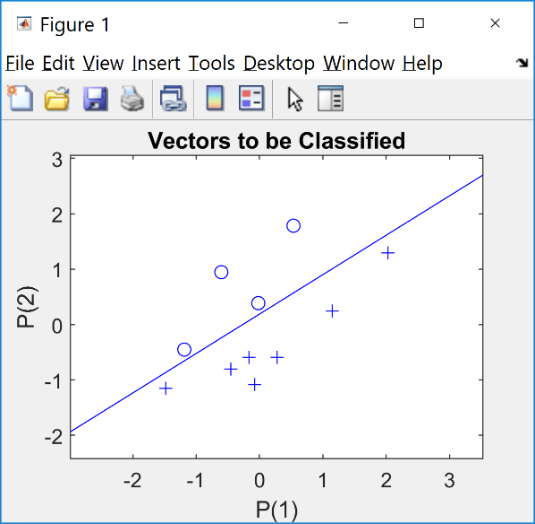 Figure 1
File Edit View Insert Tools Desktop Window Help
Vectors to be Classified
3
2
1
0
-1
-2
P(2)
-2 -1 0 1 2 3
P(1)